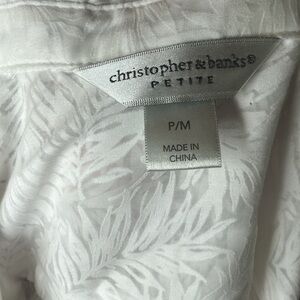 christopher & banks®
PETITE
P/M
MADE IN
CHINA